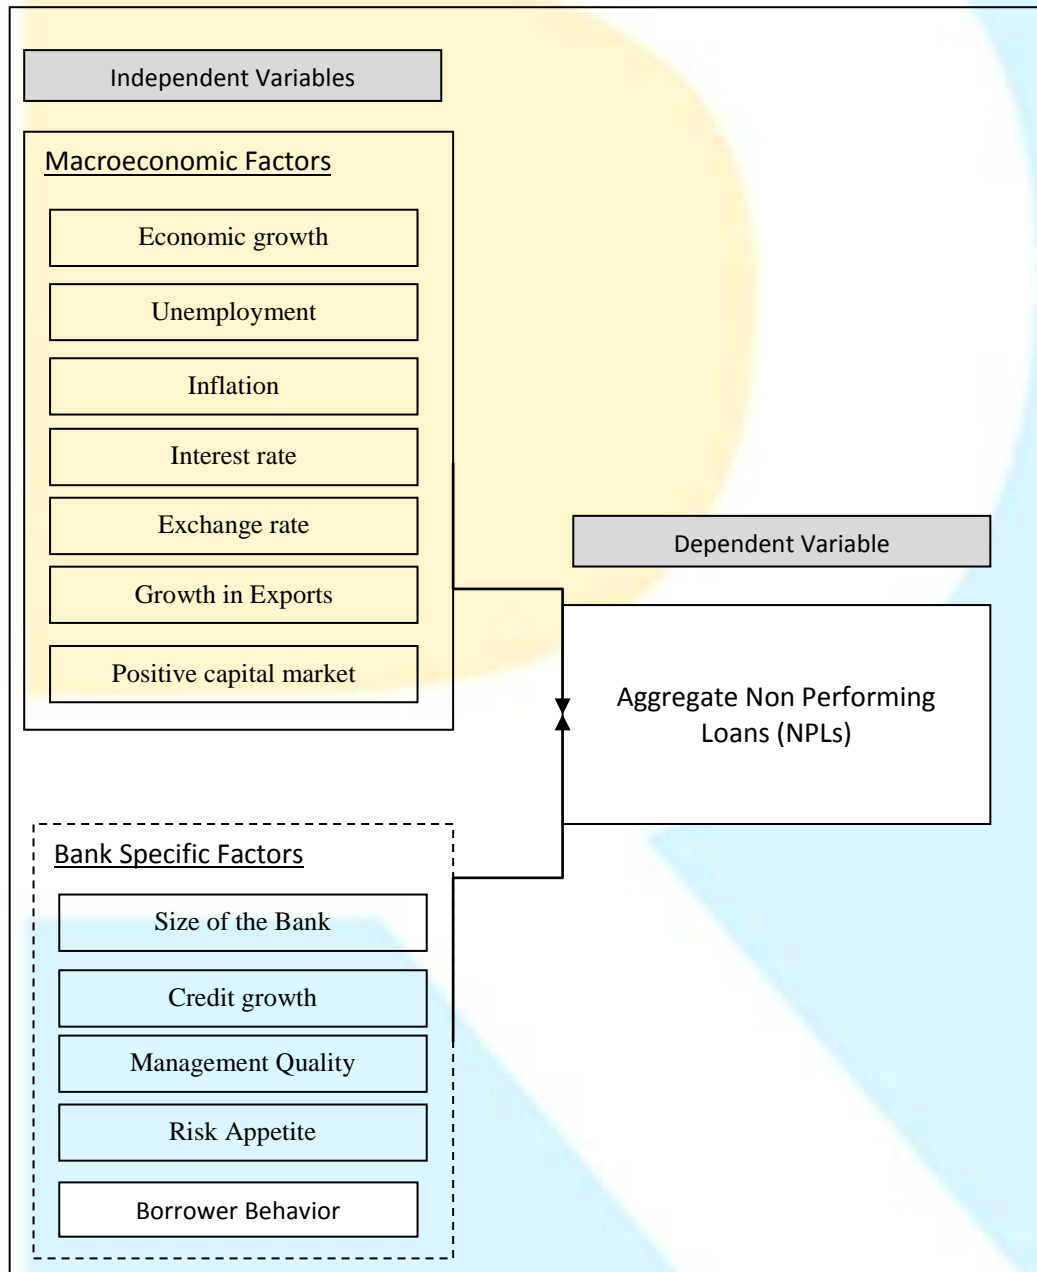 Independent Variables
Macroeconomic Factors
Economic growth
Unemployment
Inflation
Interest rate
Exchange rate
Growth in Exports
Positive capital market
Dependent Variable
Aggregate Non Performing
Loans (NPLs)
Bank Specific Factors
Size of the Bank
Credit growth
Management Quality
Risk Appetite
Borrower Behavior